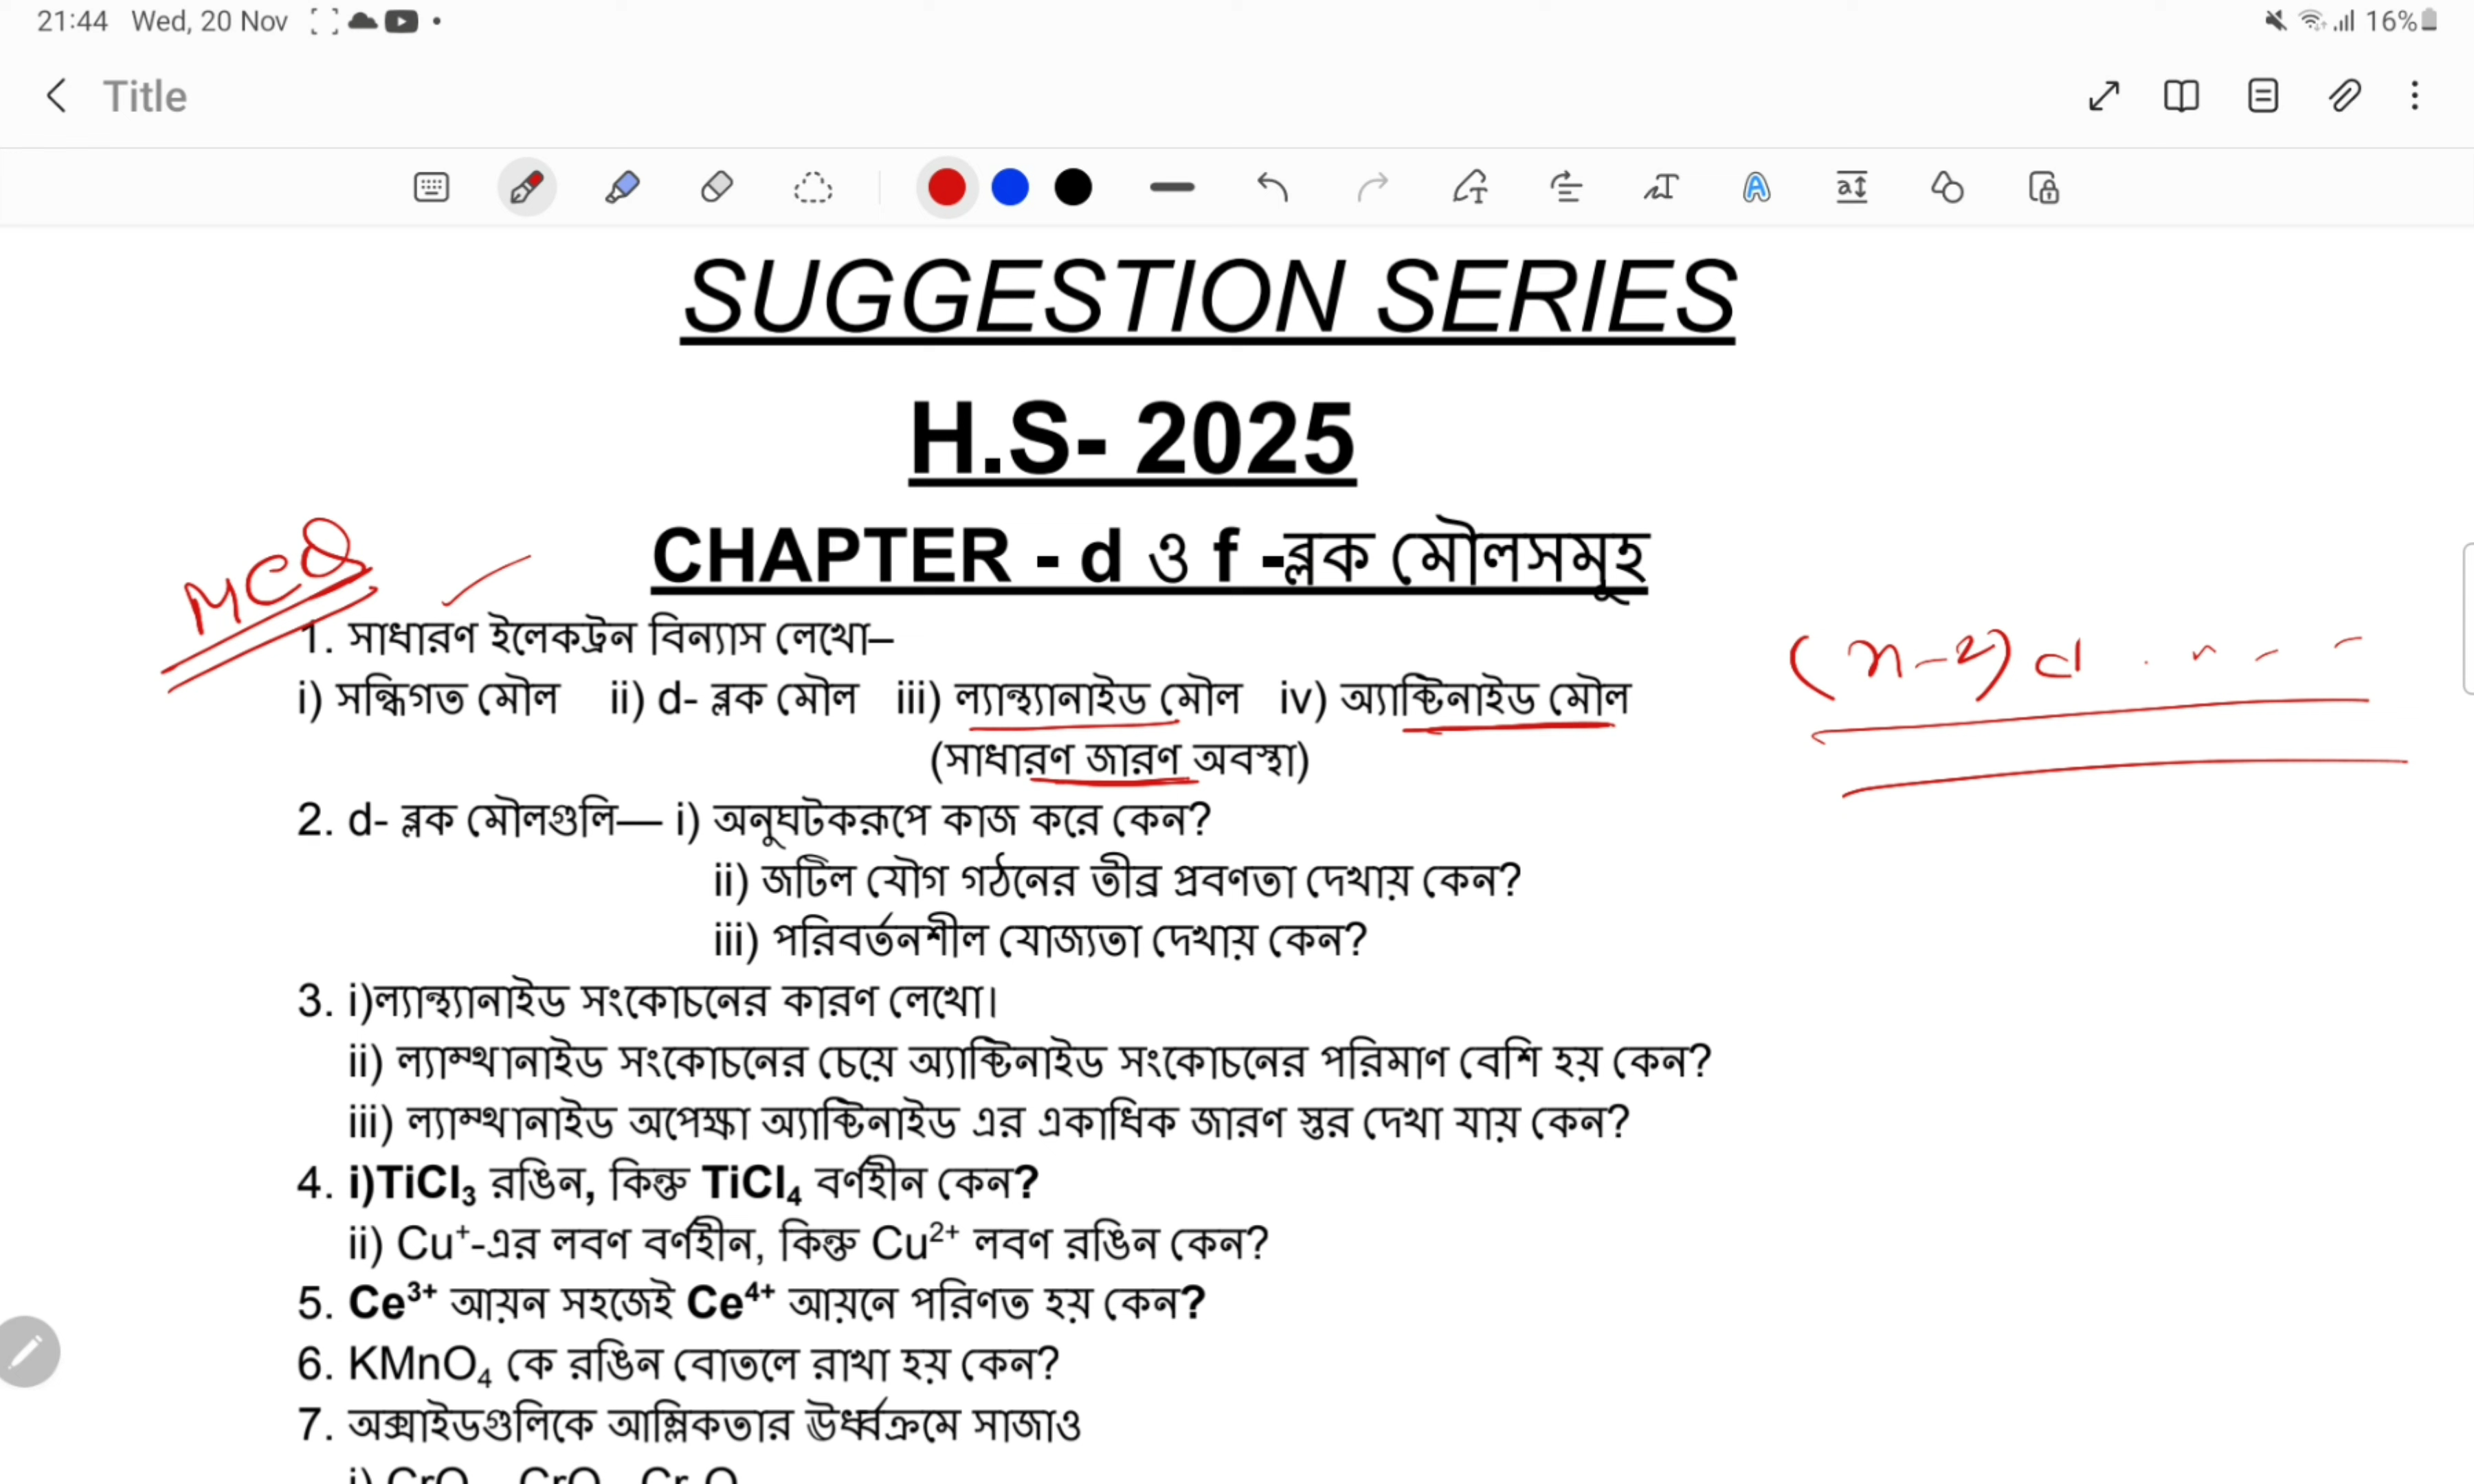 21:44 Wed, 20 Nov 16%
Title
SUGGESTION SERIES
H.S- 2025
CHAPTER - d ও f -ব্লক মৌলসমুহ
MCQ
1. সাধারণ ইলেকট্রন বিন্যাস লেখো–
i) সন্ধিগত মৌল ii) d- ব্লক মৌল iii) ল্যান্থ্যানাইড মৌল iv) অ্যাক্টিনাইড মৌল
(n-2) d
(সাধারণ জারণ অবস্থা)
2. d- ব্লক মৌলগুলি— i) অনুঘটকরূপে কাজ করে কেন?
ii) জটিল যৌগ গঠনের তীব্র প্রবণতা দেখায় কেন?
iii) পরিবর্তনশীল যোজ্যতা দেখায় কেন?
3. i)ল্যান্থ্যানাইড সংকোচনের কারণ লেখো।
ii) ল্যাম্থানাইড সংকোচনের চেয়ে অ্যাক্টিনাইড সংকোচনের পরিমাণ বেশি হয় কেন?
iii) ল্যাম্থানাইড অপেক্ষা অ্যাক্টিনাইড এর একাধিক জারণ স্তর দেখা যায় কেন?
4. i)TiCl₃ রঙিন, কিন্তু TiCl₄ বর্ণহীন কেন?
ii) Cu⁺-এর লবণ বর্ণহীন, কিন্তু Cu²⁺ লবণ রঙিন কেন?
5. Ce³⁺ আয়ন সহজেই Ce⁴⁺ আয়নে পরিণত হয় কেন?
6. KMnO₄ কে রঙিন বোতলে রাখা হয় কেন?
7. অক্সাইডগুলিকে আম্লিকতার ঊর্ধ্বক্রমে সাজাও